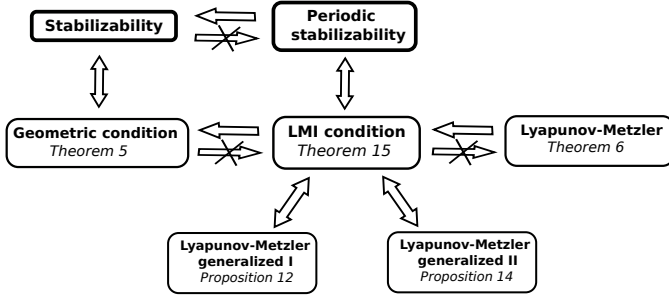 Stabilizability
Periodic
stabilizability
Geometric condition
Theorem 5
LMI condition
Theorem 15
Lyapunov-Metzler
Theorem 6
Lyapunov-Metzler
generalized I
Proposition 12
Lyapunov-Metzler
generalized II
Proposition 14